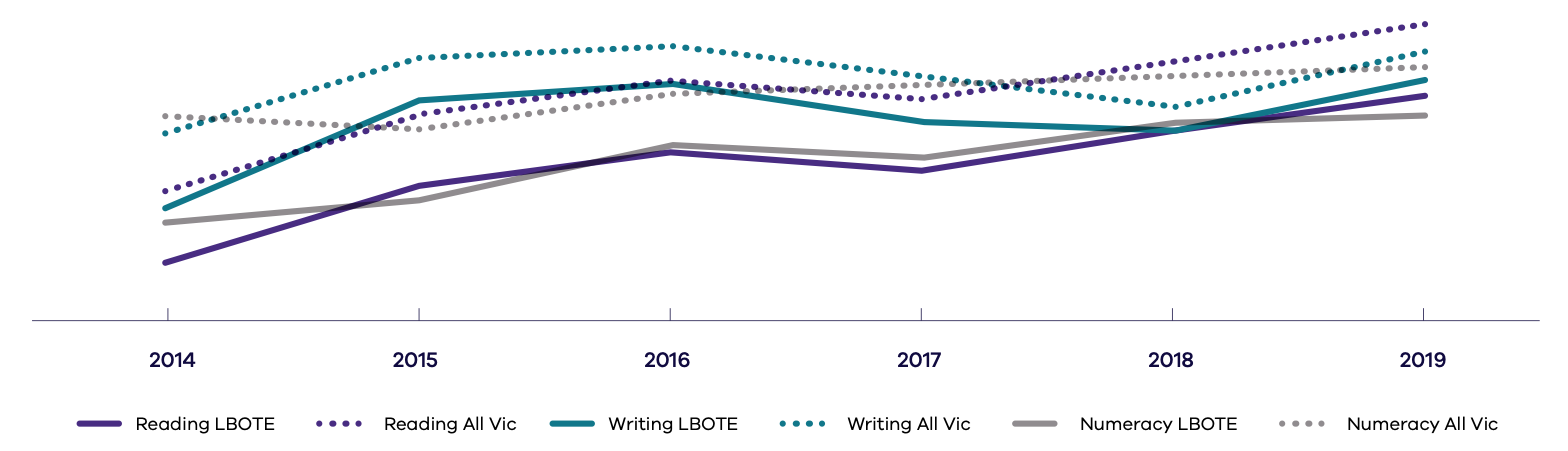 2014 2015 2016 2017 2018 2019
Reading LBOTE Reading All Vic Writing LBOTE Writing All Vic Numeracy LBOTE Numeracy All Vic